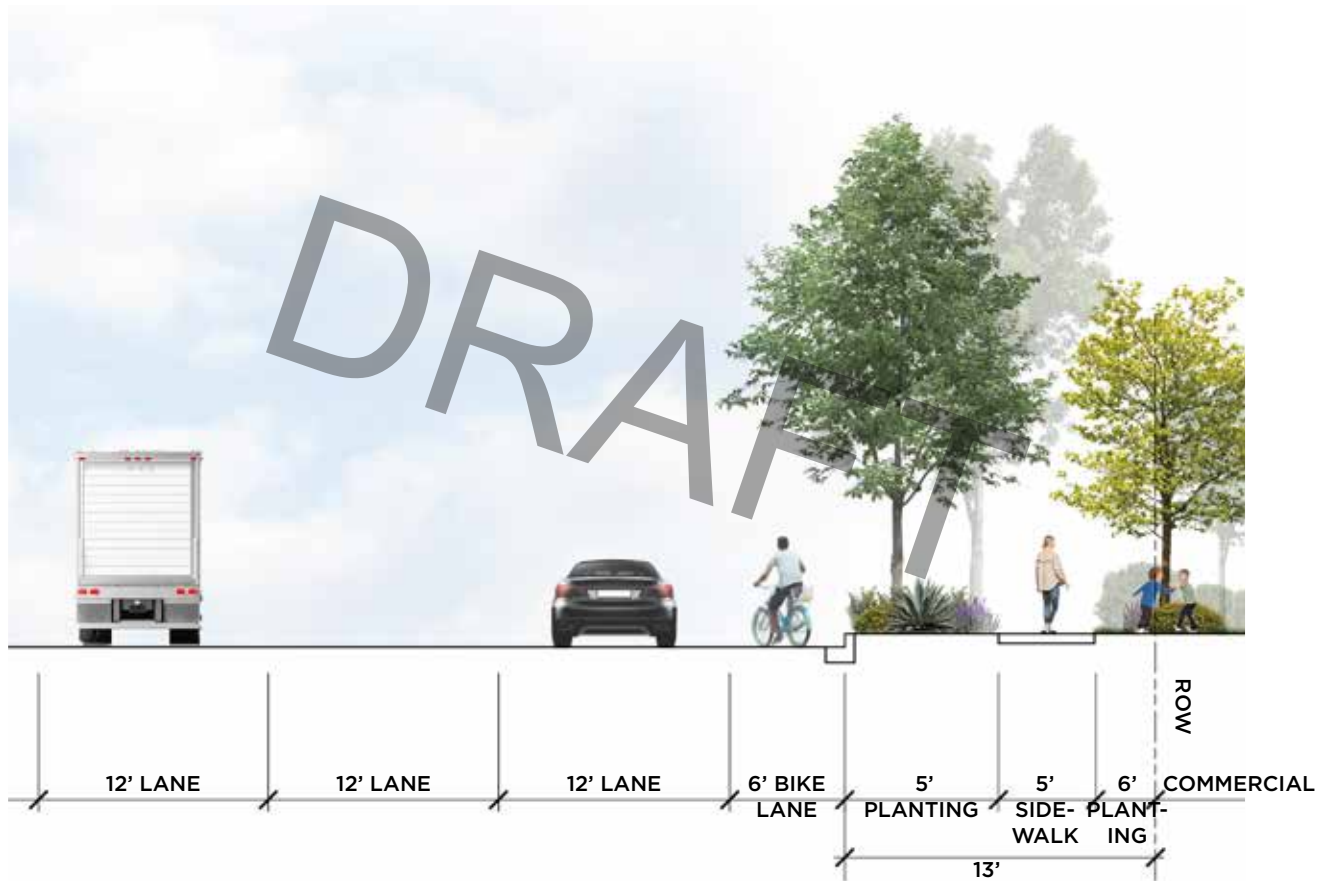 DRAFT
ROW
12' LANE
12' LANE
12' LANE
6' BIKE
LANE
5'
PLANTING
5'
SIDE-
WALK
6'
PLANT-
ING
COMMERCIAL
13'